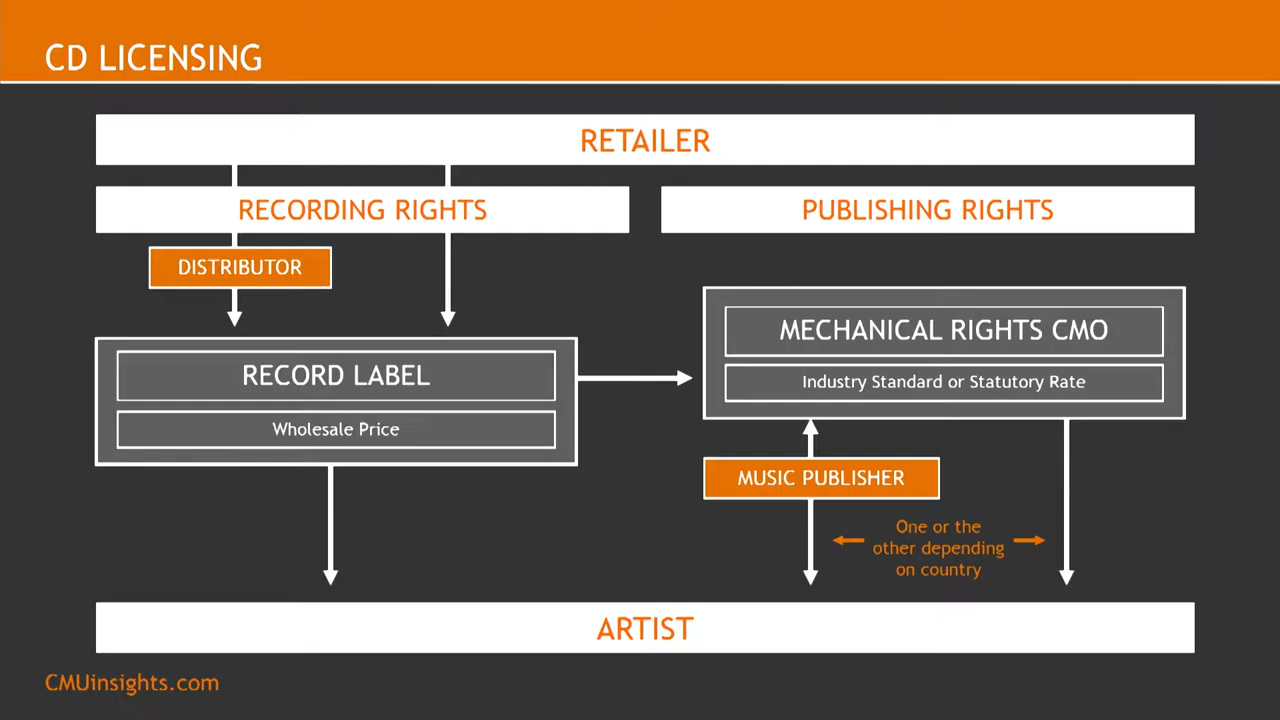 CD LICENSING
RETAILER
RECORDING RIGHTS
PUBLISHING RIGHTS
DISTRIBUTOR
RECORD LABEL
Wholesale Price
MECHANICAL RIGHTS CMO
Industry Standard or Statutory Rate
MUSIC PUBLISHER
One or the
other depending
on country
ARTIST
CMUinsights.com